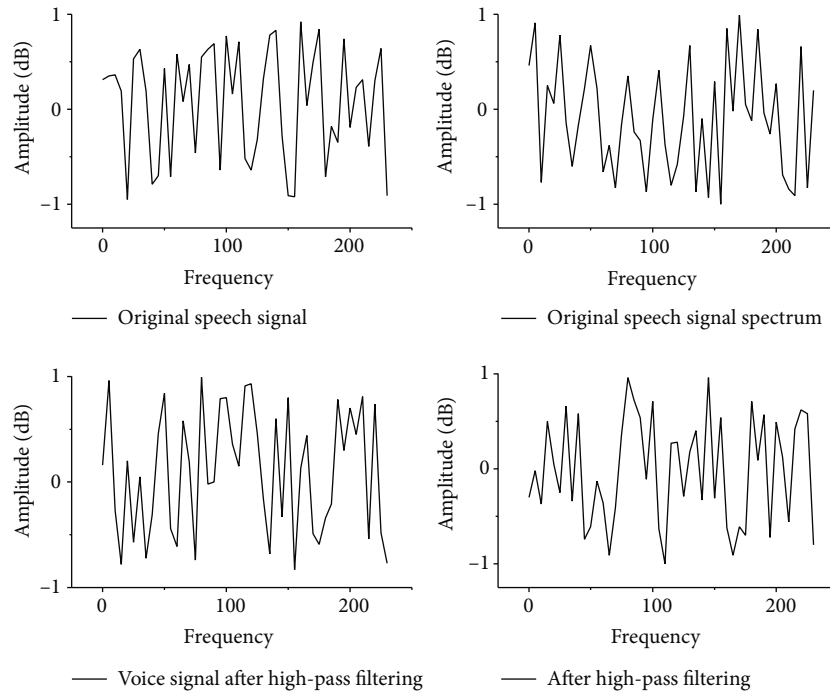 1
0
−1
Amplitude (dB)
0
100
200
Frequency
Original speech signal
1
0
−1
Amplitude (dB)
0
100
200
Frequency
Original speech signal spectrum
1
0
−1
Amplitude (dB)
0
100
200
Frequency
Voice signal after high-pass filtering
1
0
−1
Amplitude (dB)
0
100
200
Frequency
After high-pass filtering